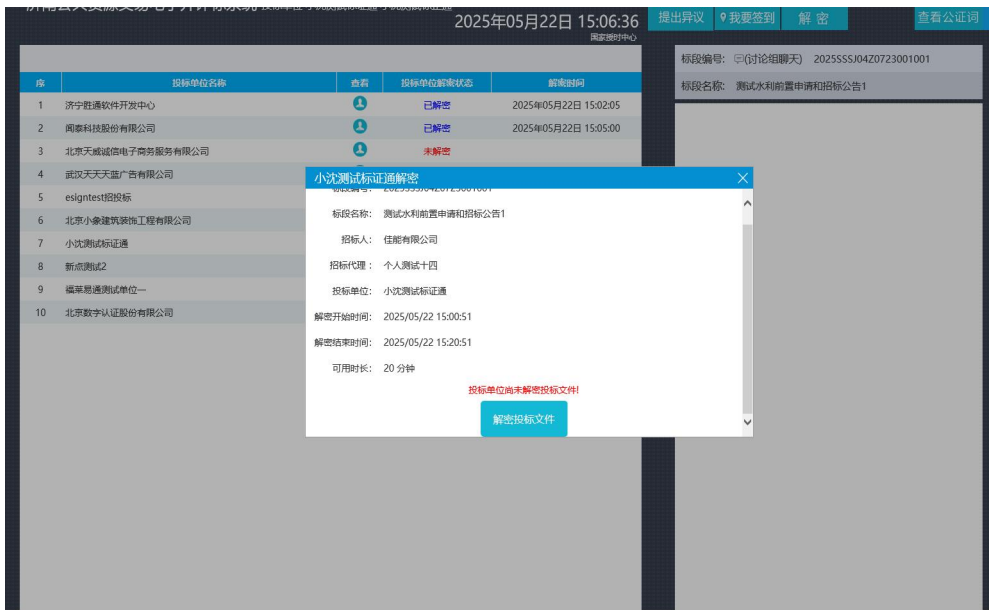 2025年05月22日 15:06:36
国家授时中心
提出异议 我要签到 解 密 查看公证词
标段编号: (讨论组聊天) 2025SSSJ04Z0723001001
标段名称: 测试水利前置申请和招标公告1
序 投标单位名称 查看 投标单位解密状态 解密时间
1 济宁胜通软件开发中心 已解密 2025年05月22日 15:02:05
2 闻泰科技股份有限公司 已解密 2025年05月22日 15:05:00
3 北京天威诚信电子商务服务有限公司 未解密
4 武汉天天天蓝广告有限公司
5 esigntest招投标
6 北京小象建筑装饰工程有限公司
7 小沈测试标证通
8 新点测试2
9 福莱易通测试单位一
10 北京数字认证股份有限公司
小沈测试标证通解密
标段名称: 测试水利前置申请和招标公告1
招标人: 佳能有限公司
招标代理: 个人测试十四
投标单位: 小沈测试标证通
解密开始时间: 2025/05/22 15:00:51
解密结束时间: 2025/05/22 15:20:51
可用时长: 20 分钟
投标单位尚未解密投标文件!
解密投标文件